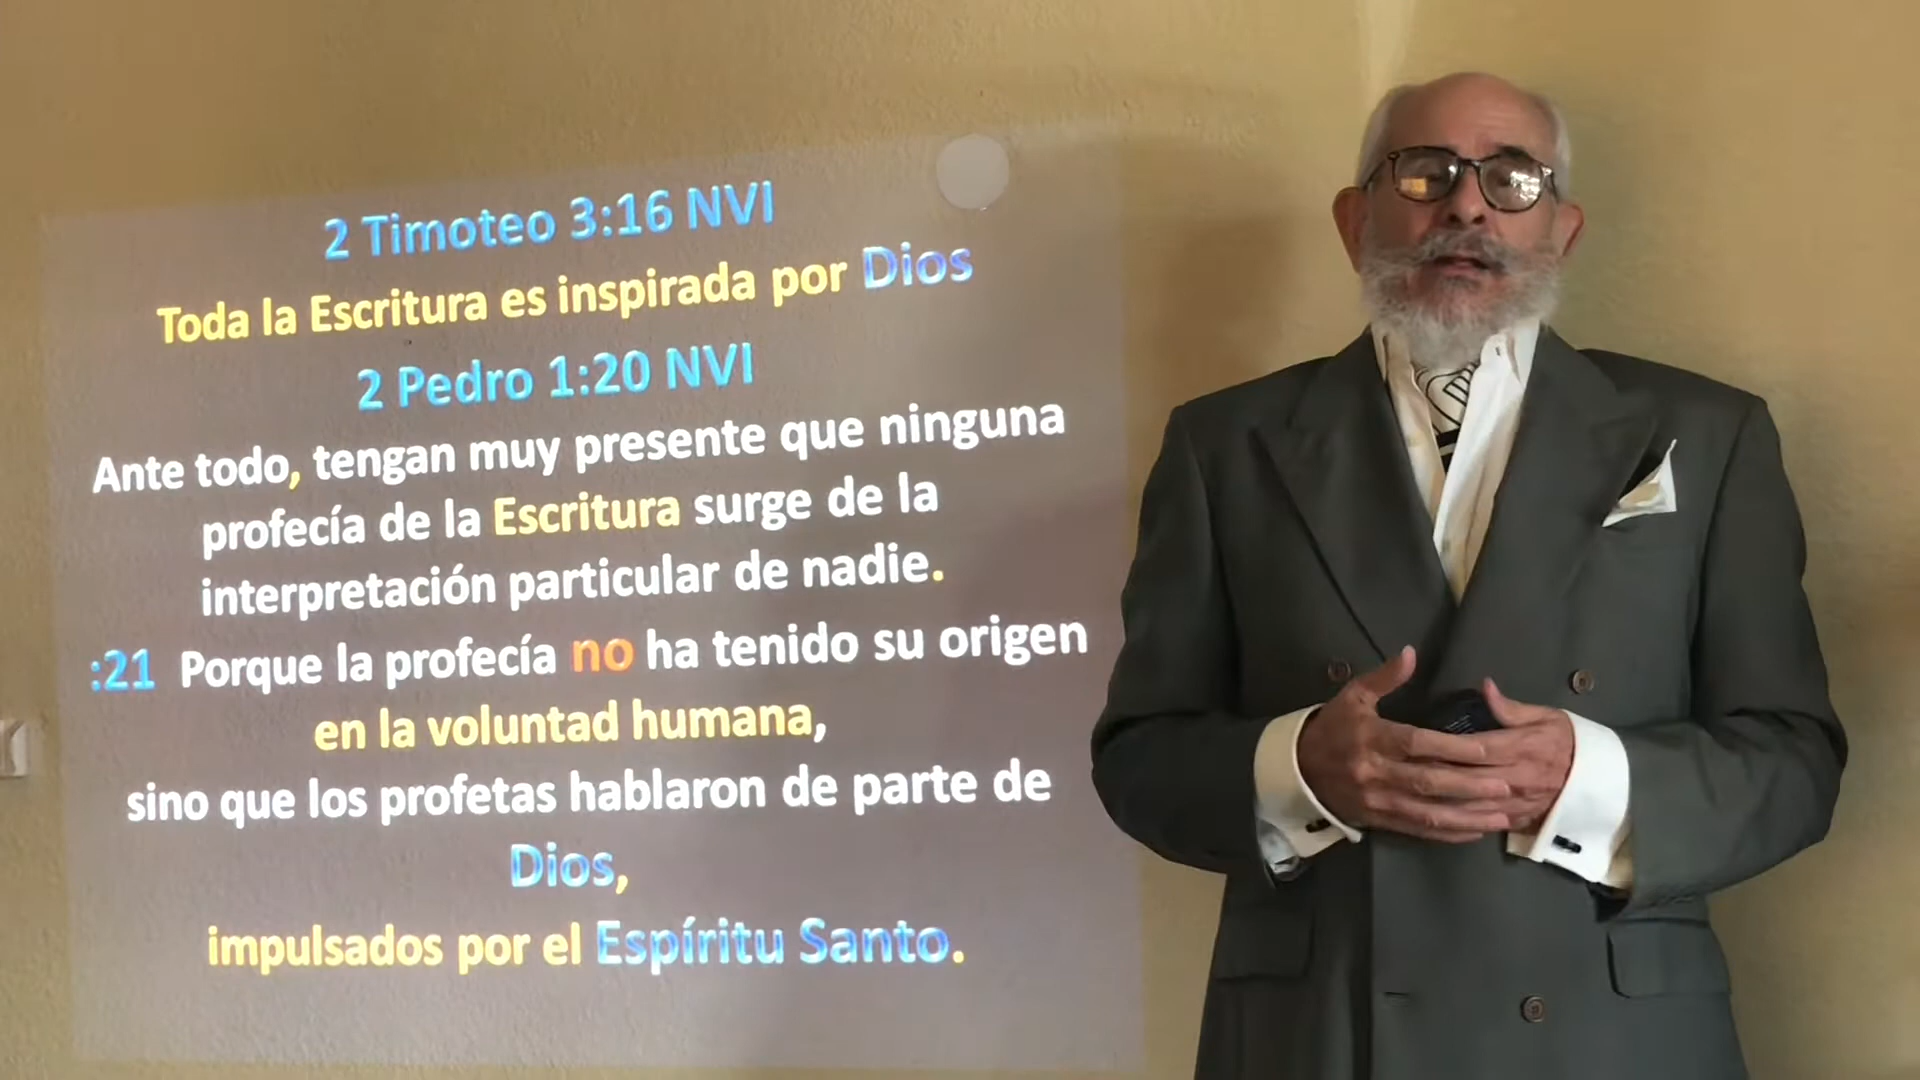 2 Timoteo 3:16 NVI
Toda la Escritura es inspirada por Dios
2 Pedro 1:20 NVI
Ante todo, tengan muy presente que ninguna
profecía de la Escritura surge de la
interpretación particular de nadie.
:21 Porque la profecía no ha tenido su origen
en la voluntad humana,
sino que los profetas hablaron de parte de
Dios,
impulsados por el Espíritu Santo.